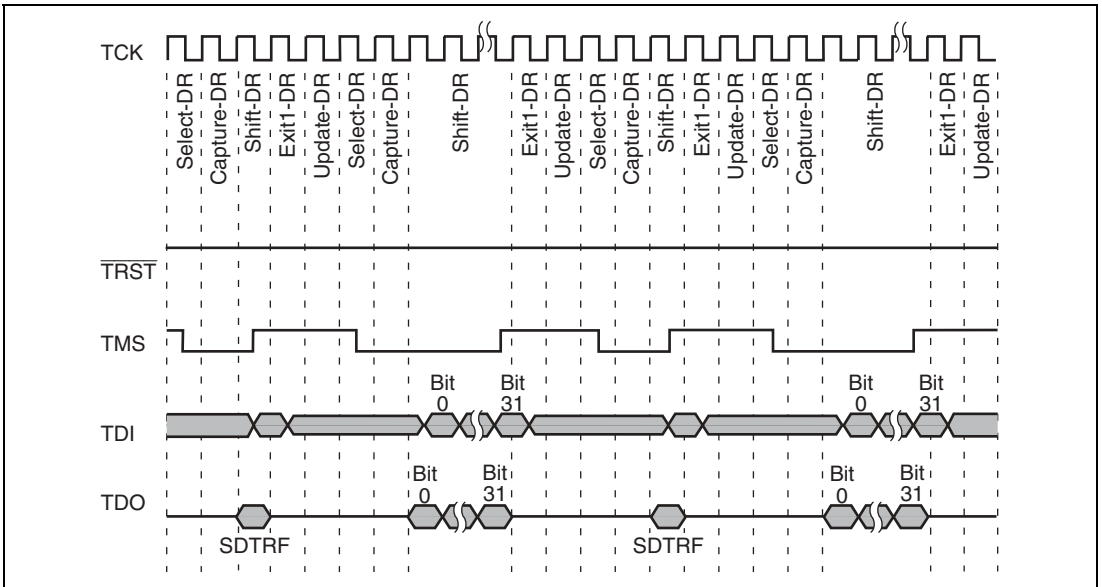 TCK
Select-DR
Capture-DR
Shift-DR
Exit1-DR
Update-DR
Select-DR
Capture-DR
Shift-DR
Exit1-DR
Update-DR
Select-DR
Capture-DR
Shift-DR
Exit1-DR
Update-DR
Select-DR
Capture-DR
Shift-DR
Exit1-DR
Update-DR
TRST
TMS
Bit
0
Bit
31
Bit
0
Bit
31
TDI
Bit
0
Bit
31
Bit
0
Bit
31
TDO
SDTRF
SDTRF